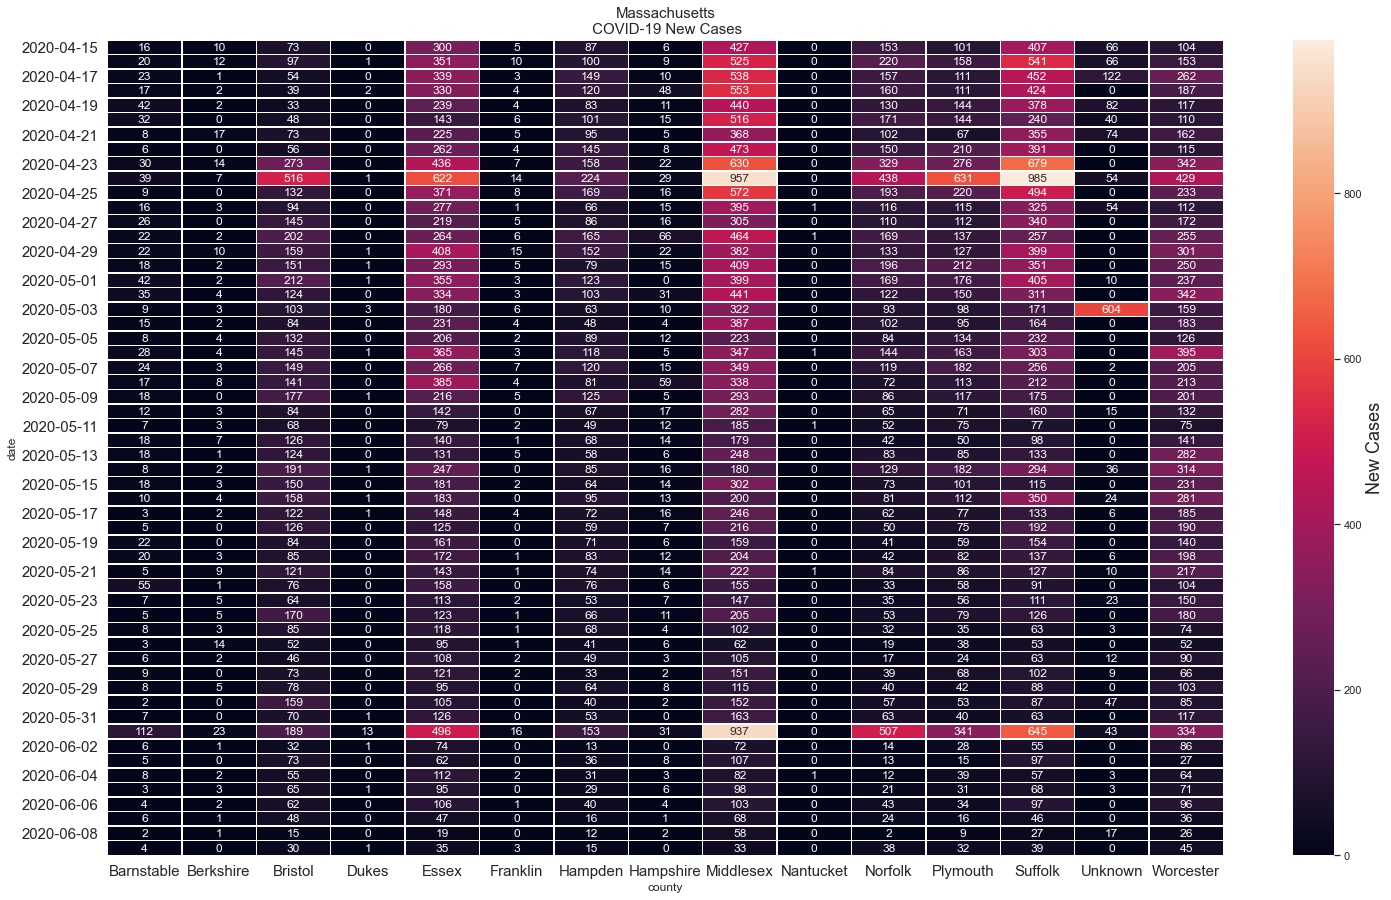 Massachusetts
COVID-19 New Cases
2020-04-15 16 10 73 0 300 5 87 6 427 0 153 101 407 66 104
20 12 97 1 351 10 100 9 525 0 220 158 541 66 153
2020-04-17 23 1 54 0 339 3 149 10 538 0 157 111 452 122 262
17 2 39 2 330 4 120 48 553 0 160 111 424 0 187
2020-04-19 42 2 33 0 239 4 83 11 440 0 130 144 378 82 117
32 0 48 0 143 6 101 15 516 0 171 144 240 40 110
2020-04-21 8 17 73 0 225 5 95 5 368 0 102 67 355 74 162
6 0 56 0 262 4 145 8 473 0 150 210 391 0 115
2020-04-23 30 14 273 0 436 7 158 22 630 0 329 276 679 0 342
39 7 516 1 622 14 224 29 957 0 438 631 985 54 429
2020-04-25 9 0 132 0 371 8 169 16 572 0 193 220 494 0 233
16 3 94 0 277 1 66 15 395 1 116 115 325 54 112
2020-04-27 26 0 145 0 219 5 86 16 305 0 110 112 340 0 172
22 2 202 0 264 6 165 66 464 1 169 137 257 0 255
2020-04-29 22 10 159 1 408 15 152 22 382 0 133 127 399 0 301
18 2 151 1 293 5 79 15 409 0 196 212 351 0 250
2020-05-01 42 2 212 1 355 3 123 0 399 0 169 176 405 10 237
35 4 124 0 334 3 103 31 441 0 122 150 311 0 342
2020-05-03 9 3 103 3 180 6 63 10 322 0 93 98 171 604 159
15 2 84 0 231 4 48 4 387 0 102 95 164 0 183
2020-05-05 8 4 132 0 206 2 89 12 223 0 84 134 232 0 126
28 4 145 1 365 3 118 5 347 1 144 163 303 0 395
2020-05-07 24 3 149 0 266 7 120 15 349 0 119 182 256 2 205
17 8 141 0 385 4 81 59 338 0 72 113 212 0 213
2020-05-09 18 0 177 1 216 5 125 5 293 0 86 117 175 0 201
12 3 84 0 142 0 67 17 282 0 65 71 160 15 132
2020-05-11 7 3 68 0 79 2 49 12 185 1 52 75 77 0 75
18 7 126 0 140 1 68 14 179 0 42 50 98 0 141
2020-05-13 18 1 124 0 131 5 58 6 248 0 83 85 133 0 282
8 2 191 1 247 0 85 16 180 0 129 182 294 36 314
2020-05-15 18 3 150 0 181 2 64 14 302 0 73 101 115 0 231
10 4 158 1 183 0 95 13 200 0 81 112 350 24 281
2020-05-17 3 2 122 1 148 4 72 16 246 0 62 77 133 6 185
5 0 126 0 125 0 59 7 216 0 50 75 192 0 190
2020-05-19 22 0 84 0 161 0 71 6 159 0 41 59 154 0 140
20 3 85 0 172 1 83 12 204 0 42 82 137 6 198
2020-05-21 5 9 121 0 143 1 74 14 222 1 84 86 127 10 217
55 1 76 0 158 0 76 6 155 0 33 58 91 0 104
2020-05-23 7 5 64 0 113 2 53 7 147 0 35 56 111 23 150
5 5 170 0 123 1 66 11 205 0 53 79 126 0 180
2020-05-25 8 3 85 0 118 1 68 4 102 0 32 35 63 3 74
3 14 52 0 95 1 41 6 62 0 19 38 53 0 52
2020-05-27 6 2 46 0 108 2 49 3 105 0 17 24 63 12 90
9 0 73 0 121 2 33 2 151 0 39 68 102 9 66
2020-05-29 8 5 78 0 95 0 64 8 115 0 40 42 88 0 103
2 0 159 0 105 0 40 2 152 0 57 53 87 47 85
2020-05-31 7 0 70 1 126 0 53 0 163 0 63 40 63 0 117
112 23 189 13 496 16 153 31 937 0 507 341 645 43 334
2020-06-02 6 1 32 1 74 0 13 0 72 0 14 28 55 0 86
5 0 73 0 62 0 36 8 107 0 13 15 97 0 27
2020-06-04 8 2 55 0 112 2 31 3 82 1 12 39 57 3 64
3 3 65 1 95 0 29 6 98 0 21 31 68 3 71
2020-06-06 4 2 62 0 106 1 40 4 103 0 43 34 97 0 96
6 1 48 0 47 0 16 1 68 0 24 16 46 0 36
2020-06-08 2 1 15 0 19 0 12 2 58 0 2 9 27 17 26
4 0 30 1 35 3 15 0 33 0 38 32 39 0 45
Barnstable Berkshire Bristol Dukes Essex Franklin Hampden Hampshire Middlesex Nantucket Norfolk Plymouth Suffolk Unknown Worcester
county
date
800
600
400
200
0
New Cases